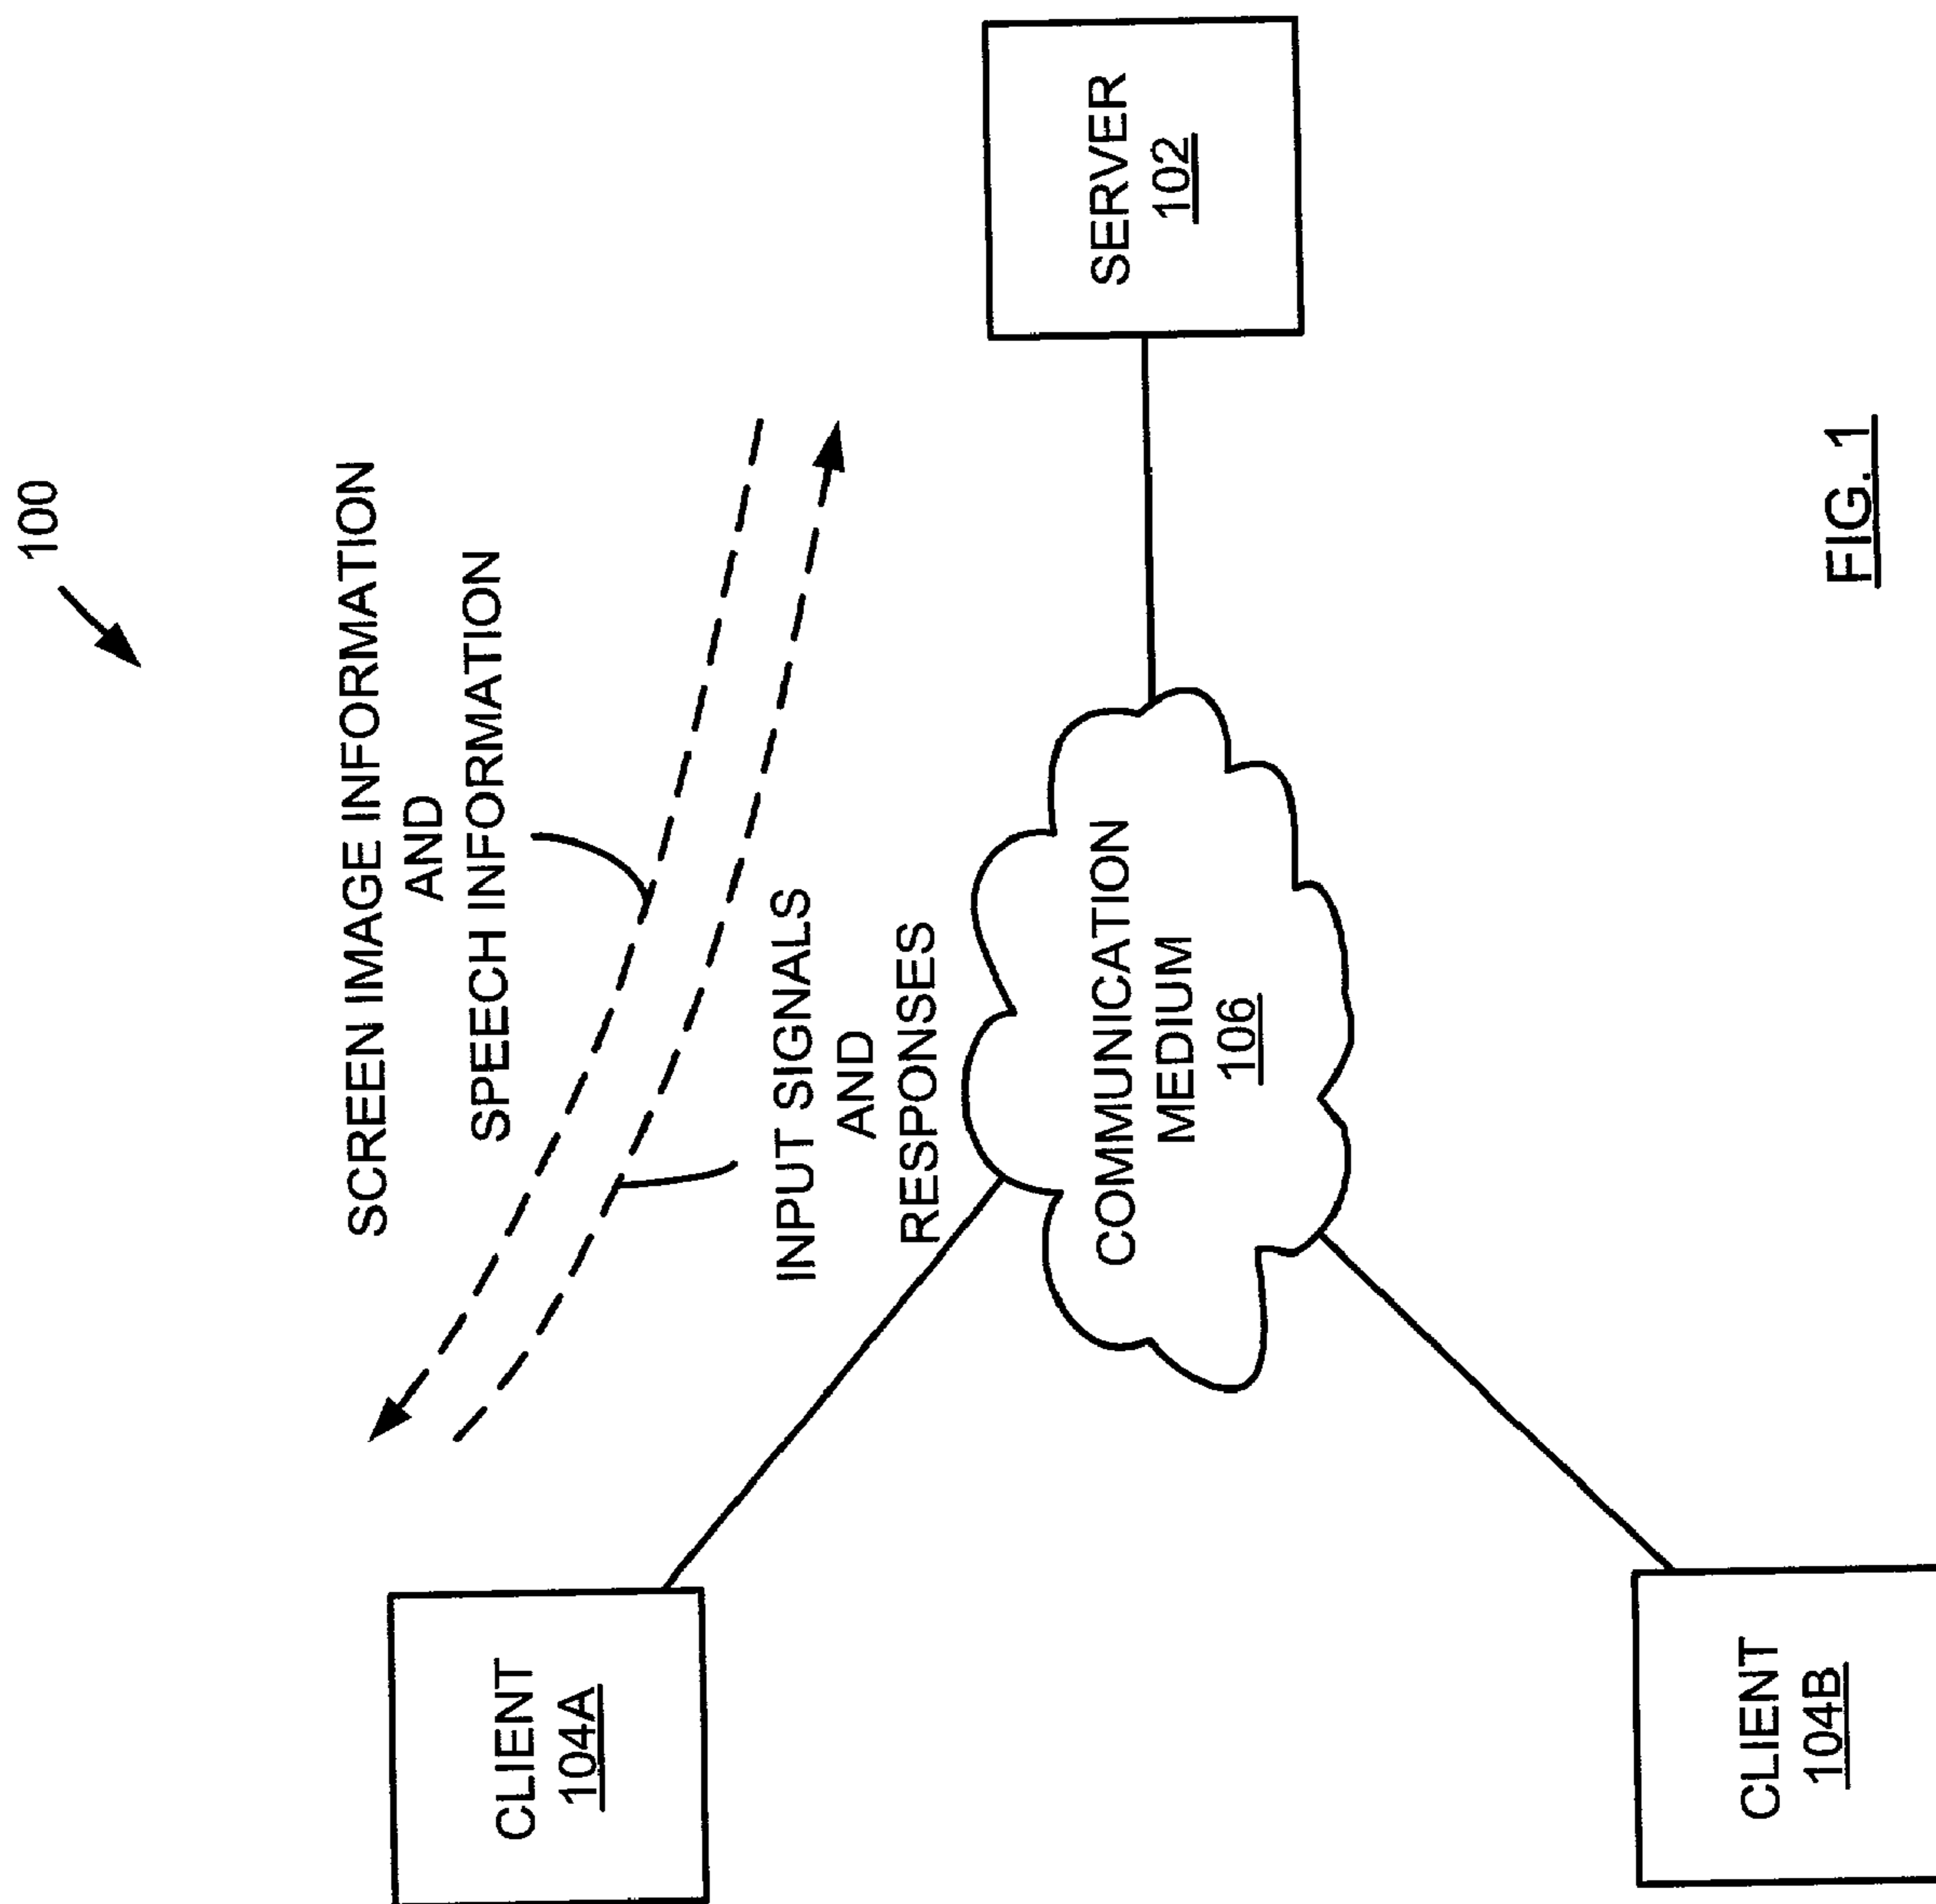 100
SCREEN IMAGE INFORMATION
AND
SPEECH INFORMATION
INPUT SIGNALS
AND
RESPONSES
CLIENT
104A
SERVER
102
COMMUNICATION
MEDIUM
106
CLIENT
104B
FIG. 1